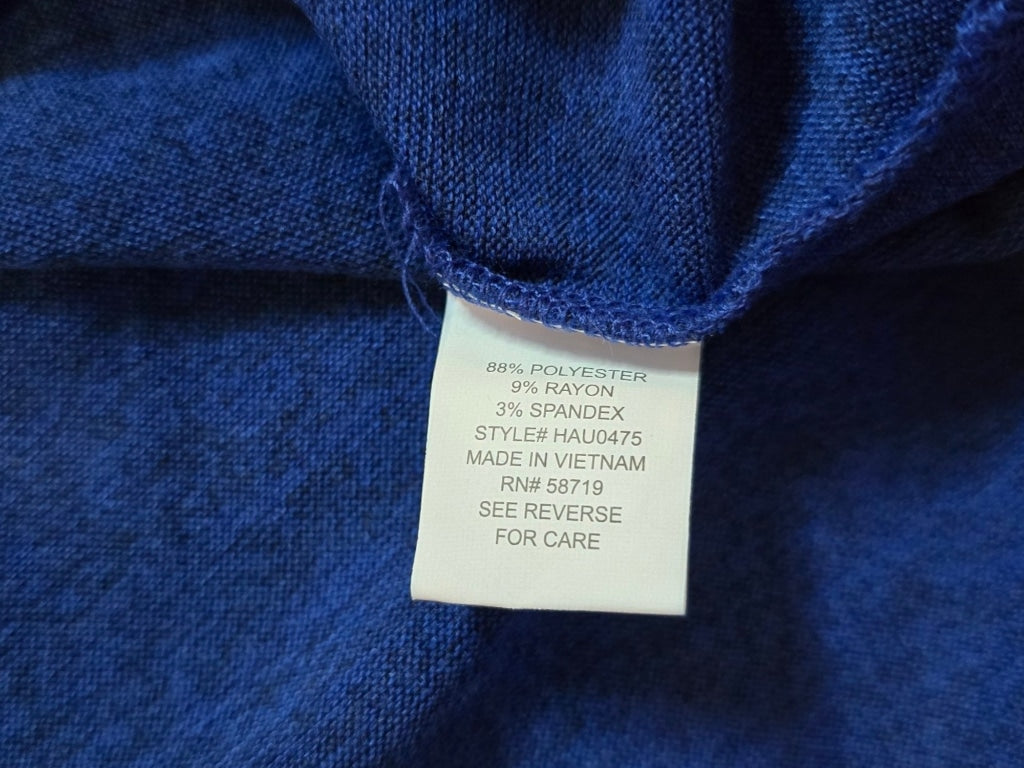 88% POLYESTER
9% RAYON
3% SPANDEX
STYLE# HAU0475
MADE IN VIETNAM
RN# 58719
SEE REVERSE
FOR CARE